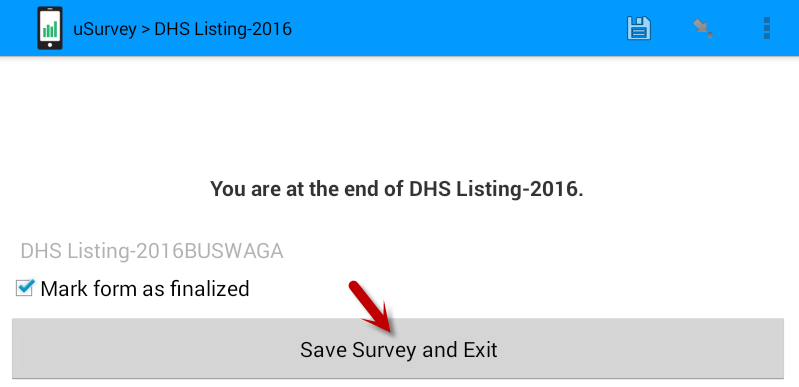 uSurvey > DHS Listing-2016
You are at the end of DHS Listing-2016.
DHS Listing-2016BUSWAGA
Mark form as finalized
Save Survey and Exit